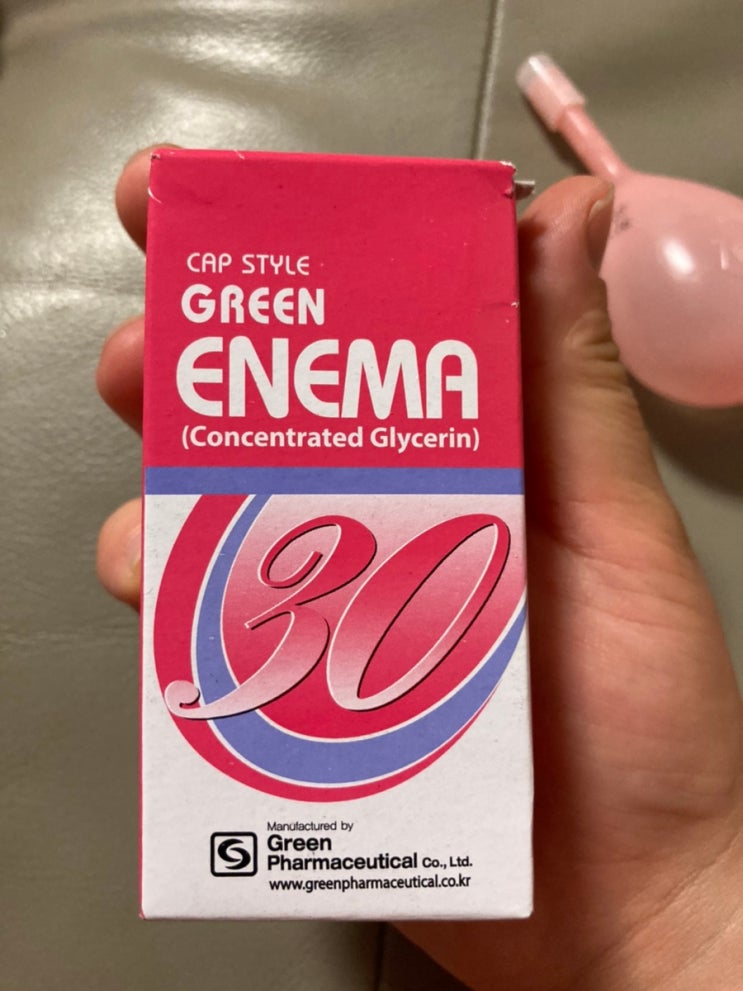 CAP STYLE
GREEN
ENEMA
(Concentrated Glycerin)
30
Manufactured by
Green
Pharmaceutical Co., Ltd.
www.greenpharmaceutical.co.kr